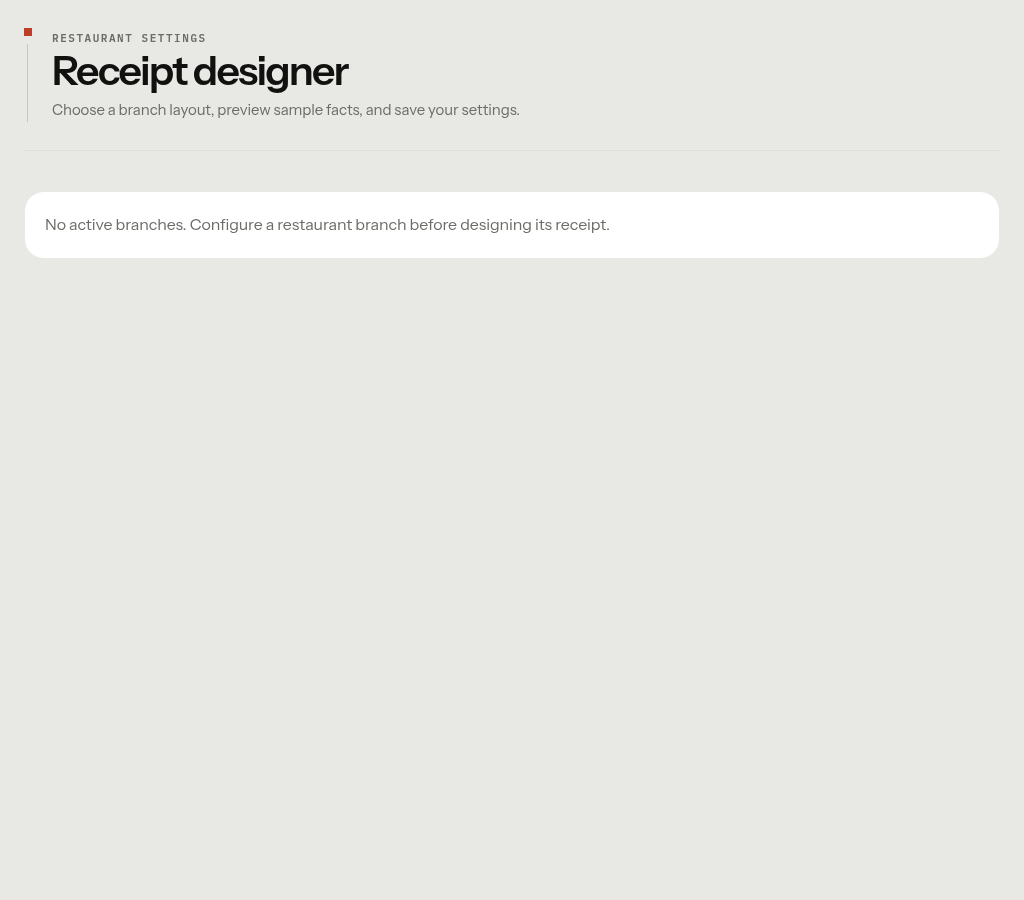 RESTAURANT SETTINGS
Receipt designer
Choose a branch layout, preview sample facts, and save your settings.
No active branches. Configure a restaurant branch before designing its receipt.